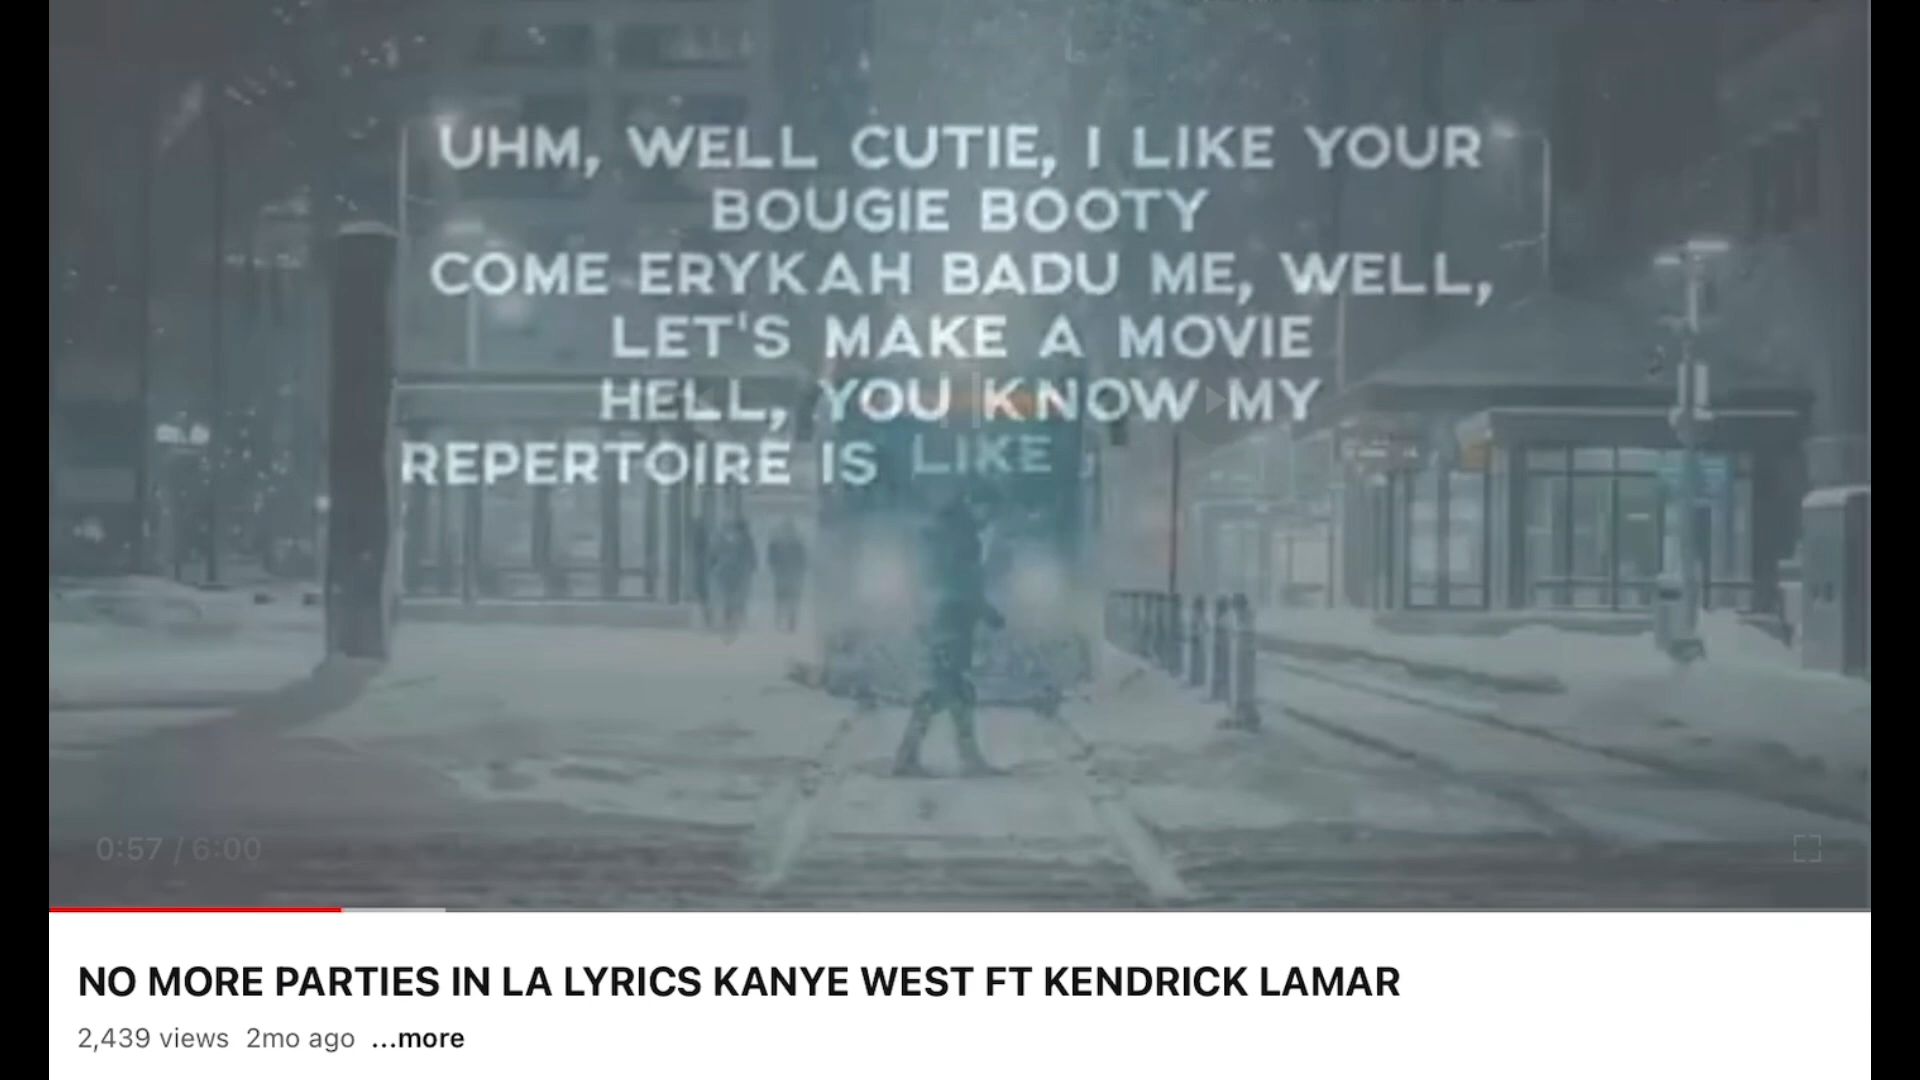 UHM, WELL CUTIE, I LIKE YOUR
BOUGIE BOOTY
COME ERYKAH BADU ME, WELL,
LET'S MAKE A MOVIE
HELL, YOU KNOW MY
REPERTOIRE IS LIKE
0:57 / 6:00
NO MORE PARTIES IN LA LYRICS KANYE WEST FT KENDRICK LAMAR
2,439 views 2mo ago ...more